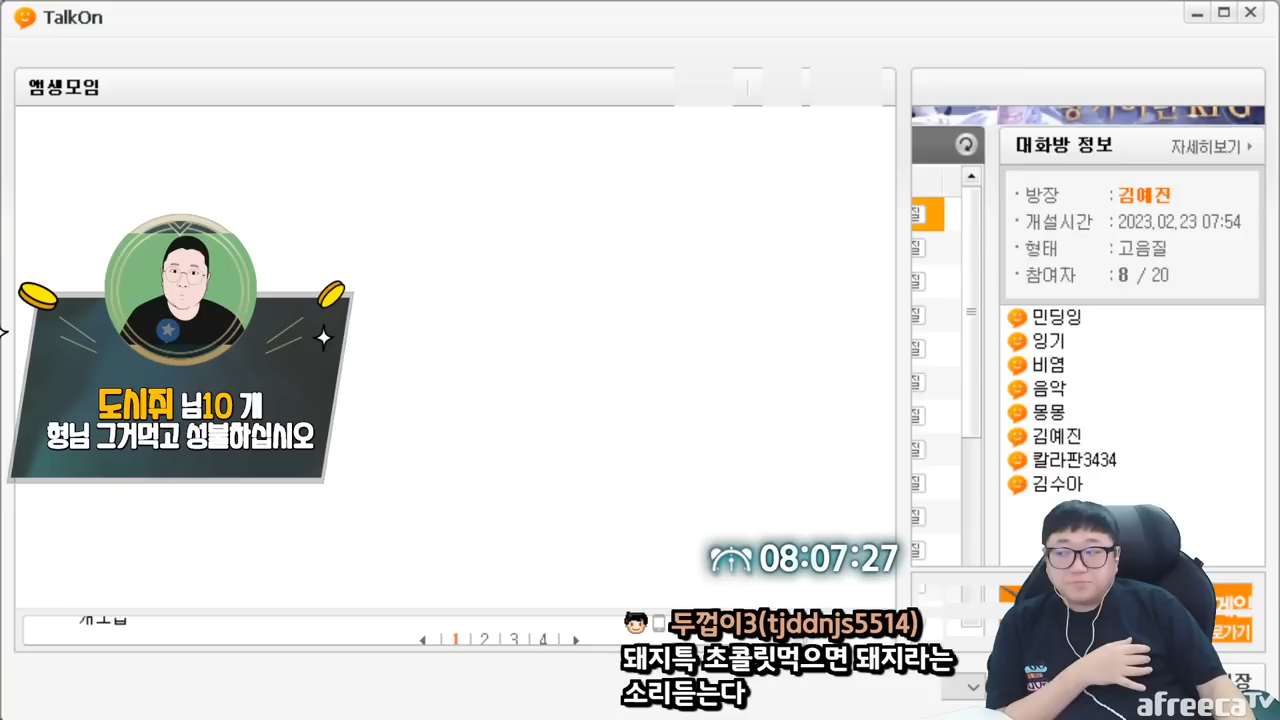 TalkOn
앰생모임
대화방 정보
자세히보기
· 방장 : 김예진
· 개설시간 : 2023.02.23 07:54
· 형태 : 고음질
· 참여자 : 8 / 20
민딩잉
잉기
비염
음악
몽몽
김예진
칼라판3434
김수아
도시쥐 님10 개
형님 그거먹고 성불하십시오
08:07:27
1 2 3 4
두껍이3(tjddnjs5514)
돼지특 초콜릿먹으면 돼지라는
소리듣는다
afreecaTV